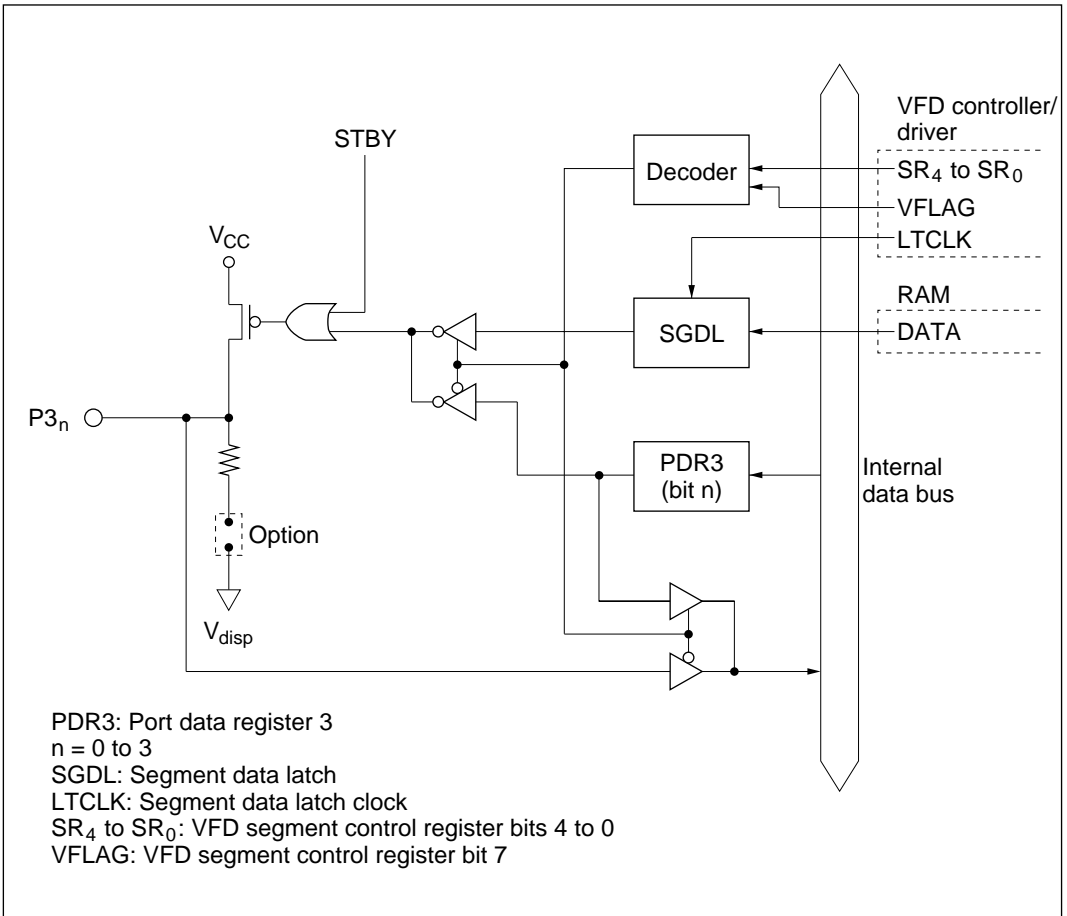 VFD controller/
driver
STBY
Decoder
SR4 to SR0
VFLAG
LTCLK
VCC
RAM
SGDL
DATA
P3n
PDR3
(bit n)
Internal
data bus
Option
Vdisp
PDR3: Port data register 3
n = 0 to 3
SGDL: Segment data latch
LTCLK: Segment data latch clock
SR4 to SR0: VFD segment control register bits 4 to 0
VFLAG: VFD segment control register bit 7